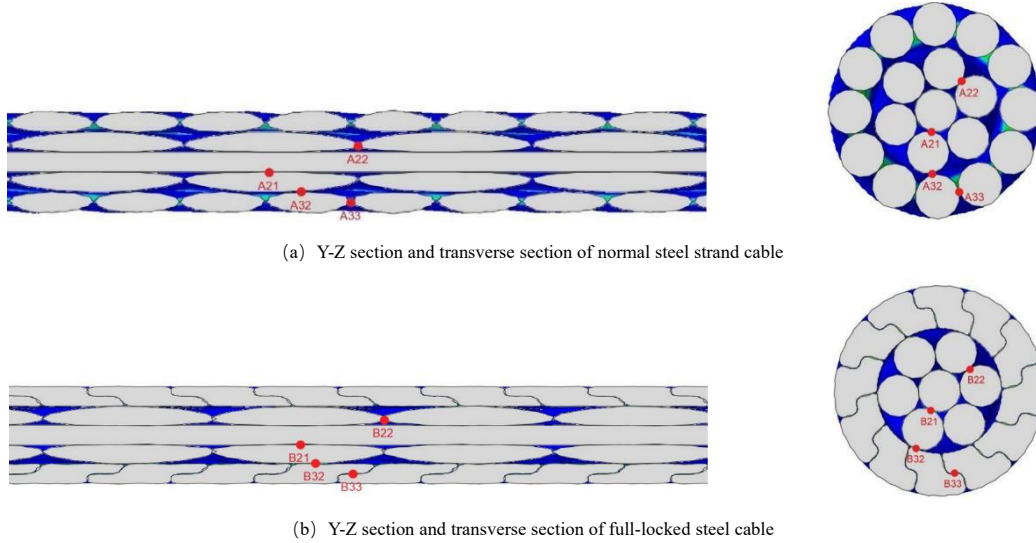 A22
A21
A32
A33
A22
A21
A32
A33
(a) Y-Z section and transverse section of normal steel strand cable
B22
B21
B32
B33
B22
B21
B32
B33
(b) Y-Z section and transverse section of full-locked steel cable